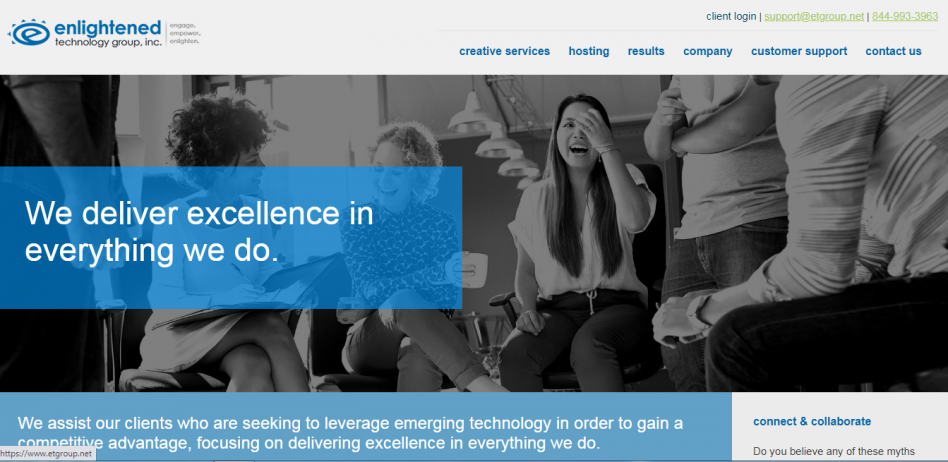 enlightened
technology group, inc.
engage.
empower.
enlighten.
client login | support@etgroup.net | 844-993-3963
creative services hosting results company customer support contact us
We deliver excellence in
everything we do.
We assist our clients who are seeking to leverage emerging technology in order to gain a
competitive advantage, focusing on delivering excellence in everything we do.
connect & collaborate
Do you believe any of these myths
https://www.etgroup.net